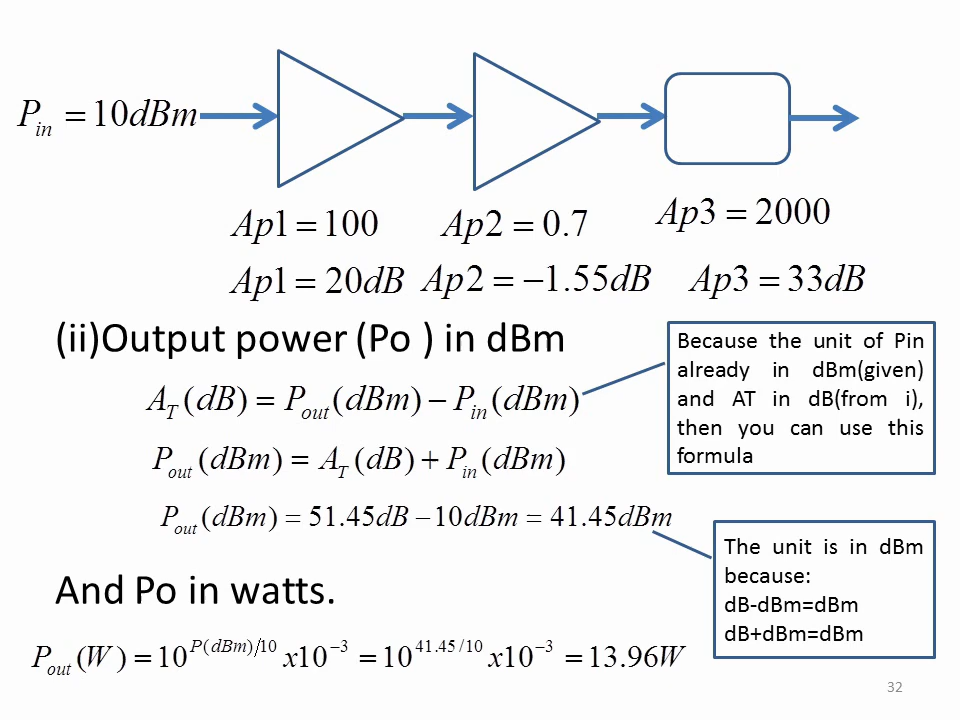 P_in = 10dBm
Ap1 = 100 Ap2 = 0.7 Ap3 = 2000
Ap1 = 20dB Ap2 = −1.55dB Ap3 = 33dB
(ii)Output power (Po ) in dBm
A_T (dB) = P_out (dBm) − P_in (dBm)
P_out (dBm) = A_T (dB) + P_in (dBm)
P_out (dBm) = 51.45dB −10dBm = 41.45dBm
Because the unit of Pin
already in dBm(given)
and AT in dB(from i),
then you can use this
formula
The unit is in dBm
because:
dB-dBm=dBm
dB+dBm=dBm
And Po in watts.
P_out (W ) = 10^P(dBm)/10 x10^−3 = 10^41.45/10 x10^−3 = 13.96W
32